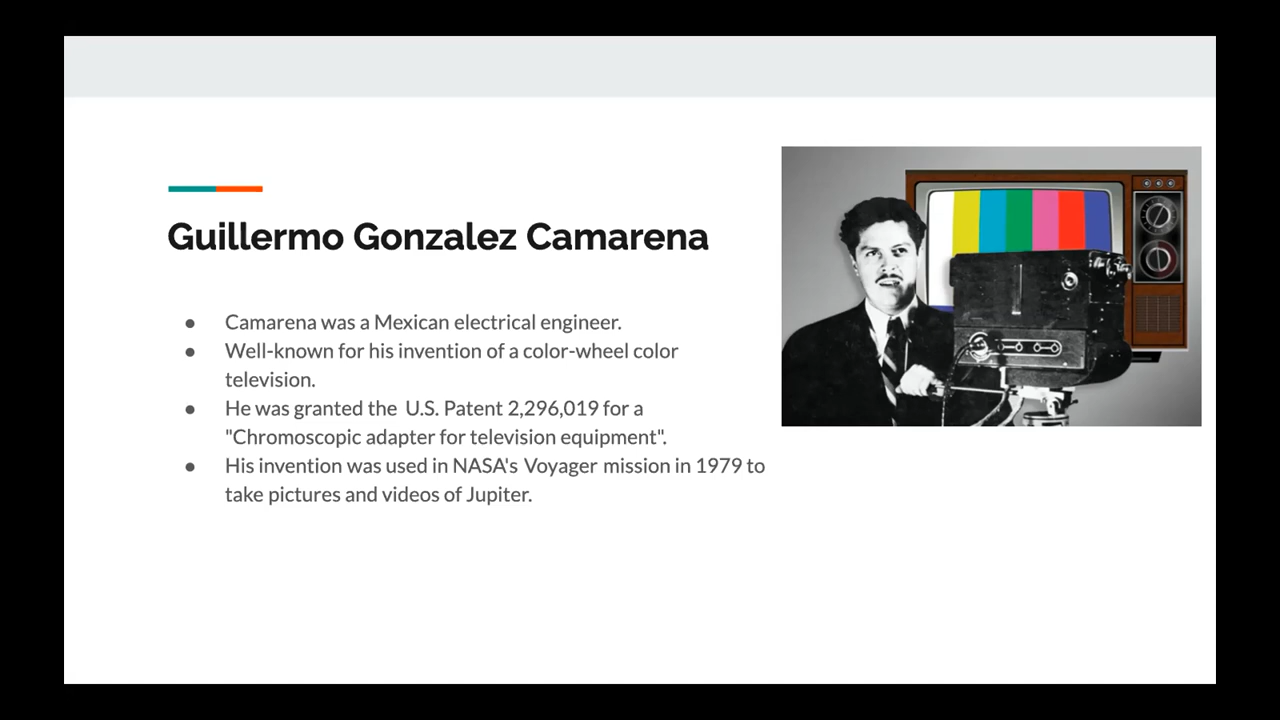 Guillermo Gonzalez Camarena
● Camarena was a Mexican electrical engineer.
● Well-known for his invention of a color-wheel color
television.
● He was granted the  U.S. Patent 2,296,019 for a
"Chromoscopic adapter for television equipment".
● His invention was used in NASA's Voyager mission in 1979 to
take pictures and videos of Jupiter.